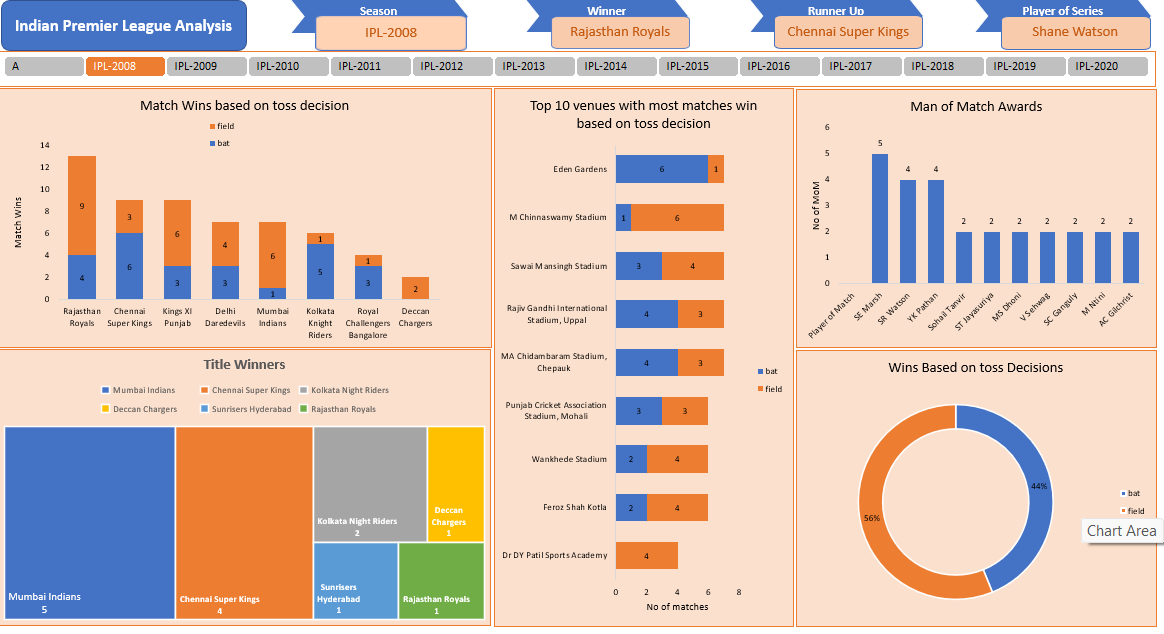 Indian Premier League Analysis
Season
IPL-2008
Winner
Rajasthan Royals
Runner Up
Chennai Super Kings
Player of Series
Shane Watson
A
IPL-2008
IPL-2009
IPL-2010
IPL-2011
IPL-2012
IPL-2013
IPL-2014
IPL-2015
IPL-2016
IPL-2017
IPL-2018
IPL-2019
IPL-2020
Match Wins based on toss decision
field
bat
Match Wins
14
12
10
8
6
4
2
0
9
4
3
6
6
3
4
3
6
1
1
5
1
3
2
Rajasthan
Royals
Chennai
Super Kings
Kings XI
Punjab
Delhi
Daredevils
Mumbai
Indians
Kolkata
Knight
Riders
Royal
Challengers
Bangalore
Deccan
Chargers
Title Winners
Mumbai Indians
Chennai Super Kings
Kolkata Night Riders
Deccan Chargers
Sunrisers Hyderabad
Rajasthan Royals
Mumbai Indians
5
Chennai Super Kings
4
Kolkata Night Riders
2
Deccan
Chargers
1
Sunrisers
Hyderabad
1
Rajasthan Royals
1
Top 10 venues with most matches win
based on toss decision
Eden Gardens
6 1
M Chinnaswamy Stadium
1 6
Sawai Mansingh Stadium
3 4
Rajiv Gandhi International
Stadium, Uppal
4 3
MA Chidambaram Stadium,
Chepauk
4 3
Punjab Cricket Association
Stadium, Mohali
3 3
Wankhede Stadium
2 4
Feroz Shah Kotla
2 4
Dr DY Patil Sports Academy
4
0 2 4 6 8
No of matches
bat
field
Man of Match Awards
No of MoM
6
5
4
3
2
1
0
5
4
4
2
2
2
2
2
2
2
Player of Match
SE Marsh
SR Watson
YK Pathan
Sohail Tanvir
ST Jayasuriya
MS Dhoni
V Sehwag
SC Ganguly
M Ntini
AC Gilchrist
Wins Based on toss Decisions
44%
56%
bat
field
Chart Area